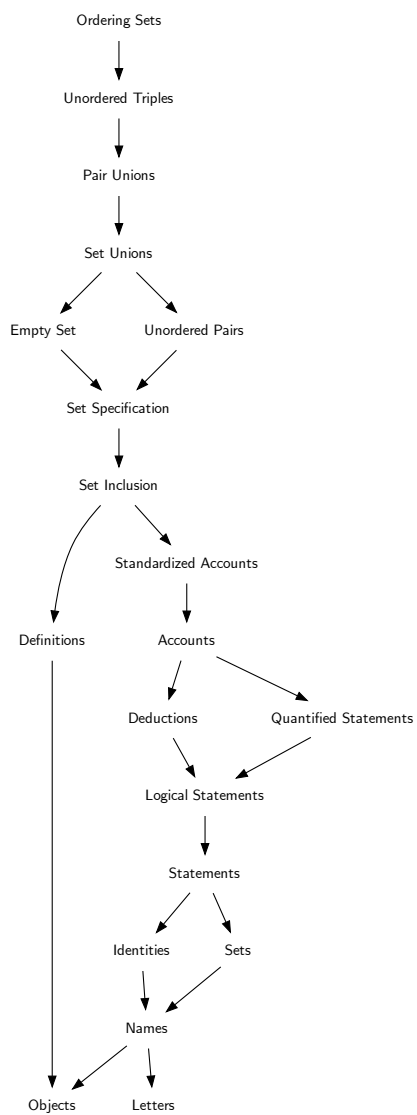 Ordering Sets
Unordered Triples
Pair Unions
Set Unions
Empty Set
Unordered Pairs
Set Specification
Set Inclusion
Standardized Accounts
Definitions
Accounts
Deductions
Quantified Statements
Logical Statements
Statements
Identities
Sets
Names
Objects
Letters